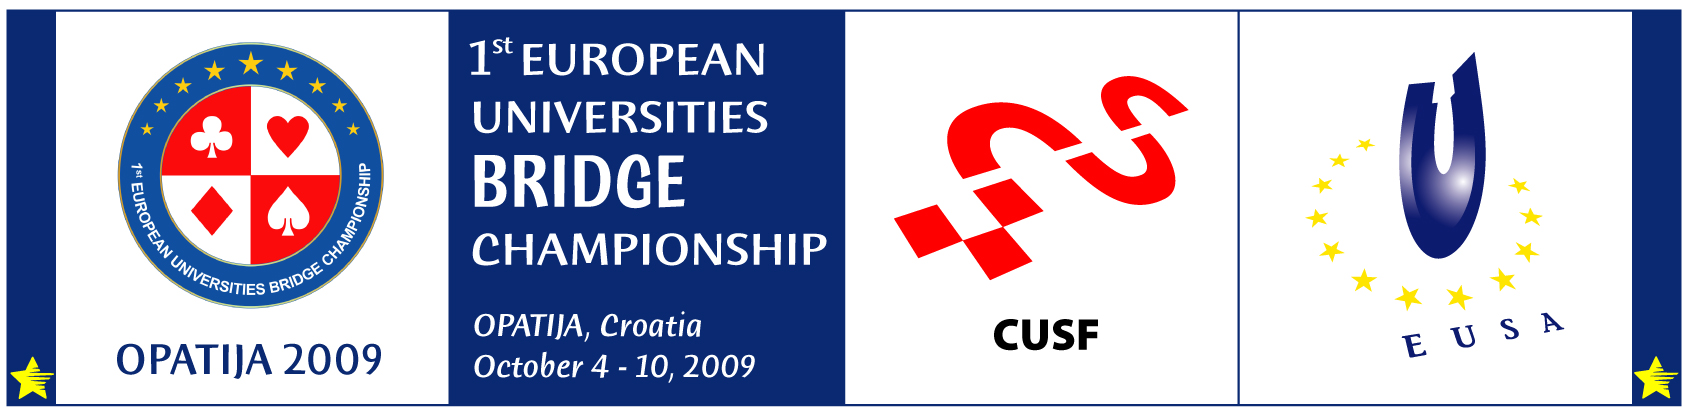 1st EUROPEAN UNIVERSITIES BRIDGE CHAMPIONSHIP
OPATIJA 2009
1st EUROPEAN
UNIVERSITIES
BRIDGE
CHAMPIONSHIP
OPATIJA, Croatia
October 4 - 10, 2009
CUSF
EUSA